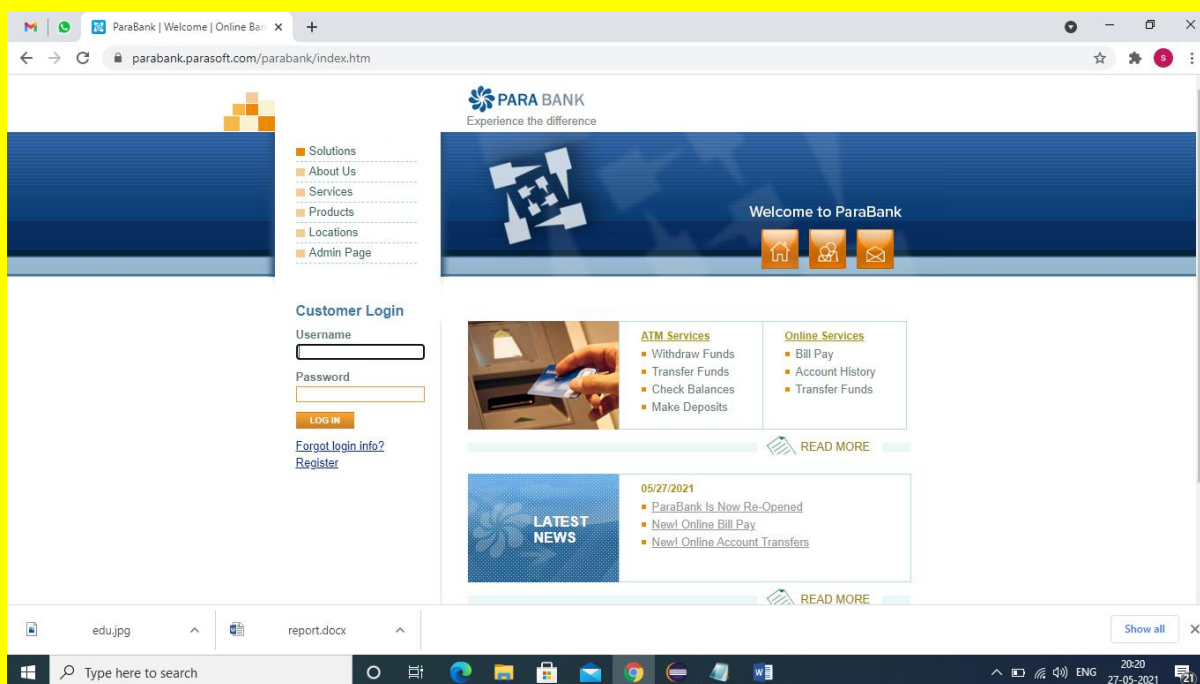 ParaBank | Welcome | Online Ban
parabank.parasoft.com/parabank/index.htm
S
PARA BANK
Experience the difference
Solutions
About Us
Services
Products
Locations
Admin Page
Welcome to ParaBank
Customer Login
Username
Password
LOG IN
Forgot login info?
Register
ATM Services
Withdraw Funds
Transfer Funds
Check Balances
Make Deposits
Online Services
Bill Pay
Account History
Transfer Funds
READ MORE
LATEST
NEWS
05/27/2021
ParaBank Is Now Re-Opened
New! Online Bill Pay
New! Online Account Transfers
READ MORE
edu.jpg
report.docx
Show all
Type here to search
ENG
20:20
27-05-2021
21